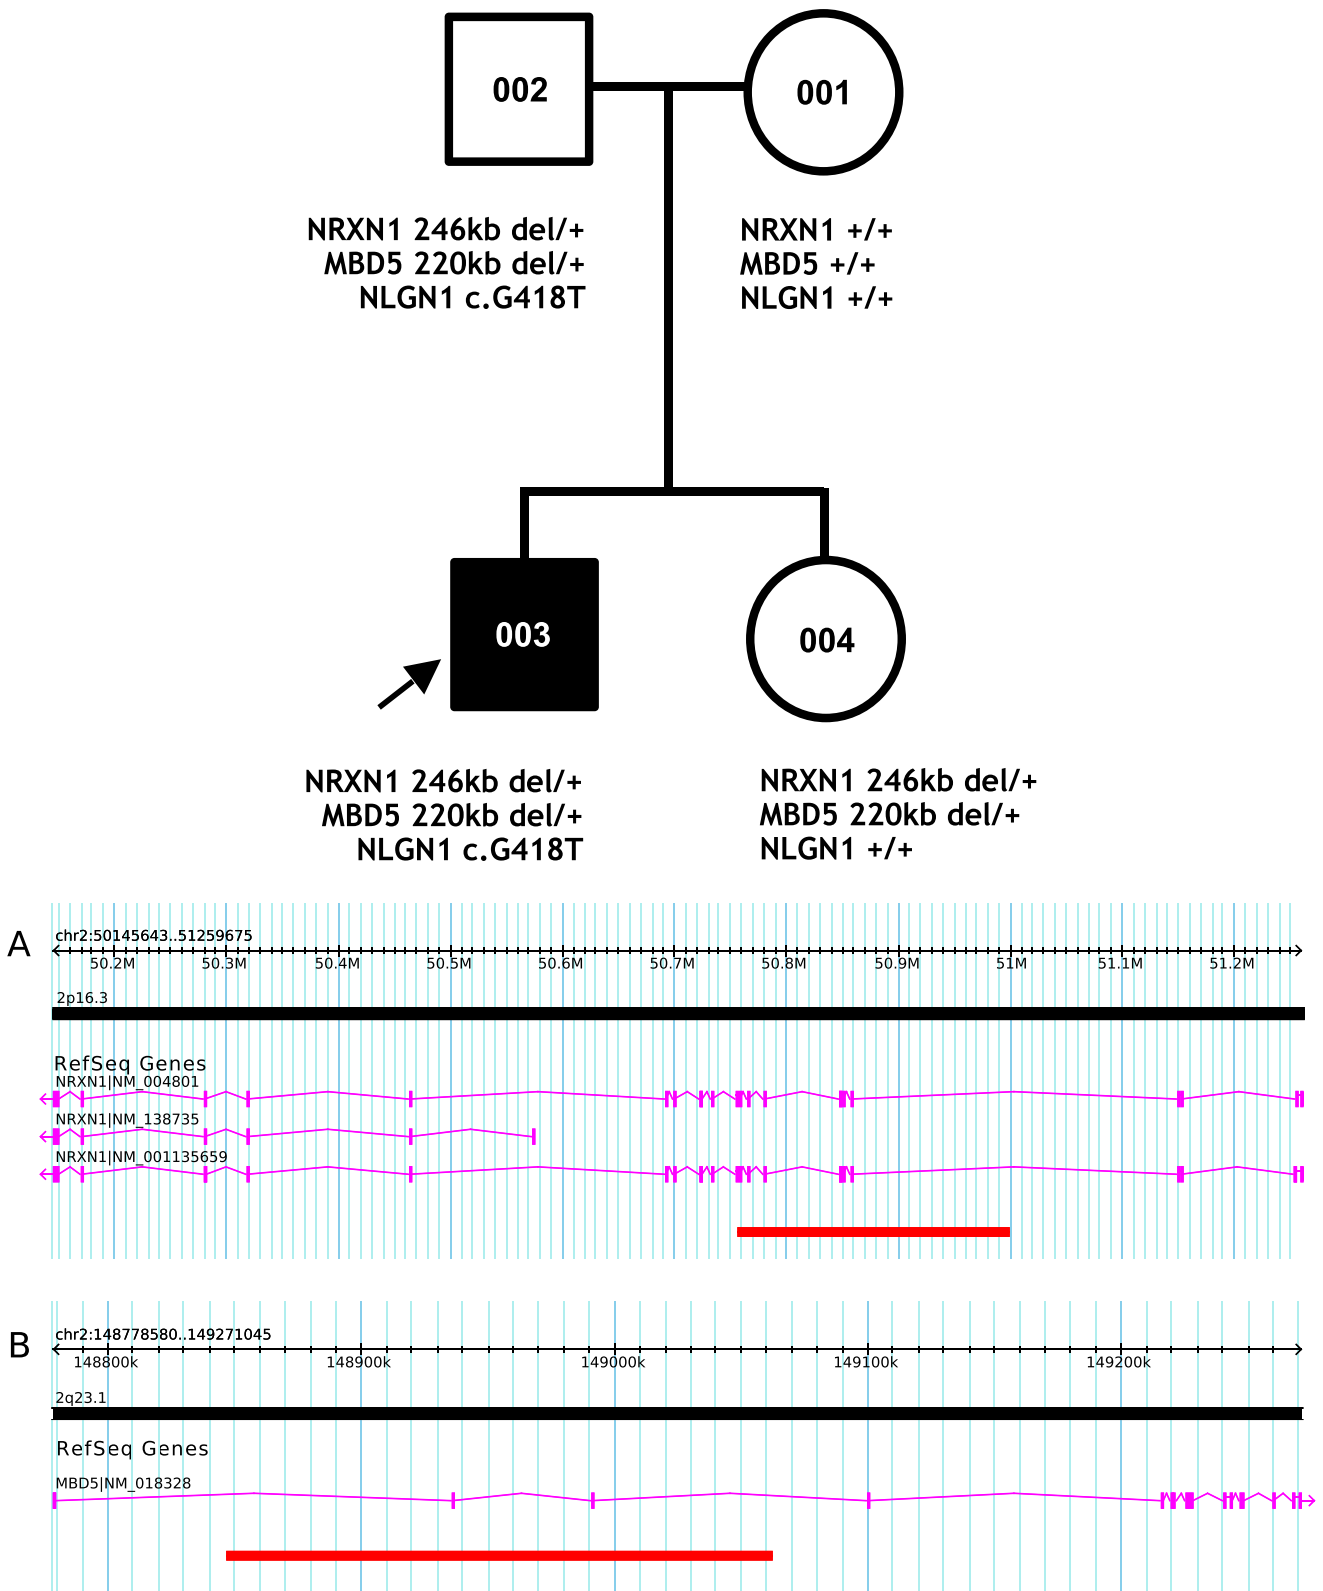 002
001
NRXN1 246kb del/+
MBD5 220kb del/+
NLGN1 c.G418T
NRXN1 +/+
MBD5 +/+
NLGN1 +/+
003
004
NRXN1 246kb del/+
MBD5 220kb del/+
NLGN1 c.G418T
NRXN1 246kb del/+
MBD5 220kb del/+
NLGN1 +/+
A
chr2:50145643..51259675
50.2M 50.3M 50.4M 50.5M 50.6M 50.7M 50.8M 50.9M 51M 51.1M 51.2M
2p16.3
RefSeq Genes
NRXN1|NM_004801
NRXN1|NM_138735
NRXN1|NM_001135659
B
chr2:148778580..149271045
148800k 148900k 149000k 149100k 149200k
2q23.1
RefSeq Genes
MBD5|NM_018328